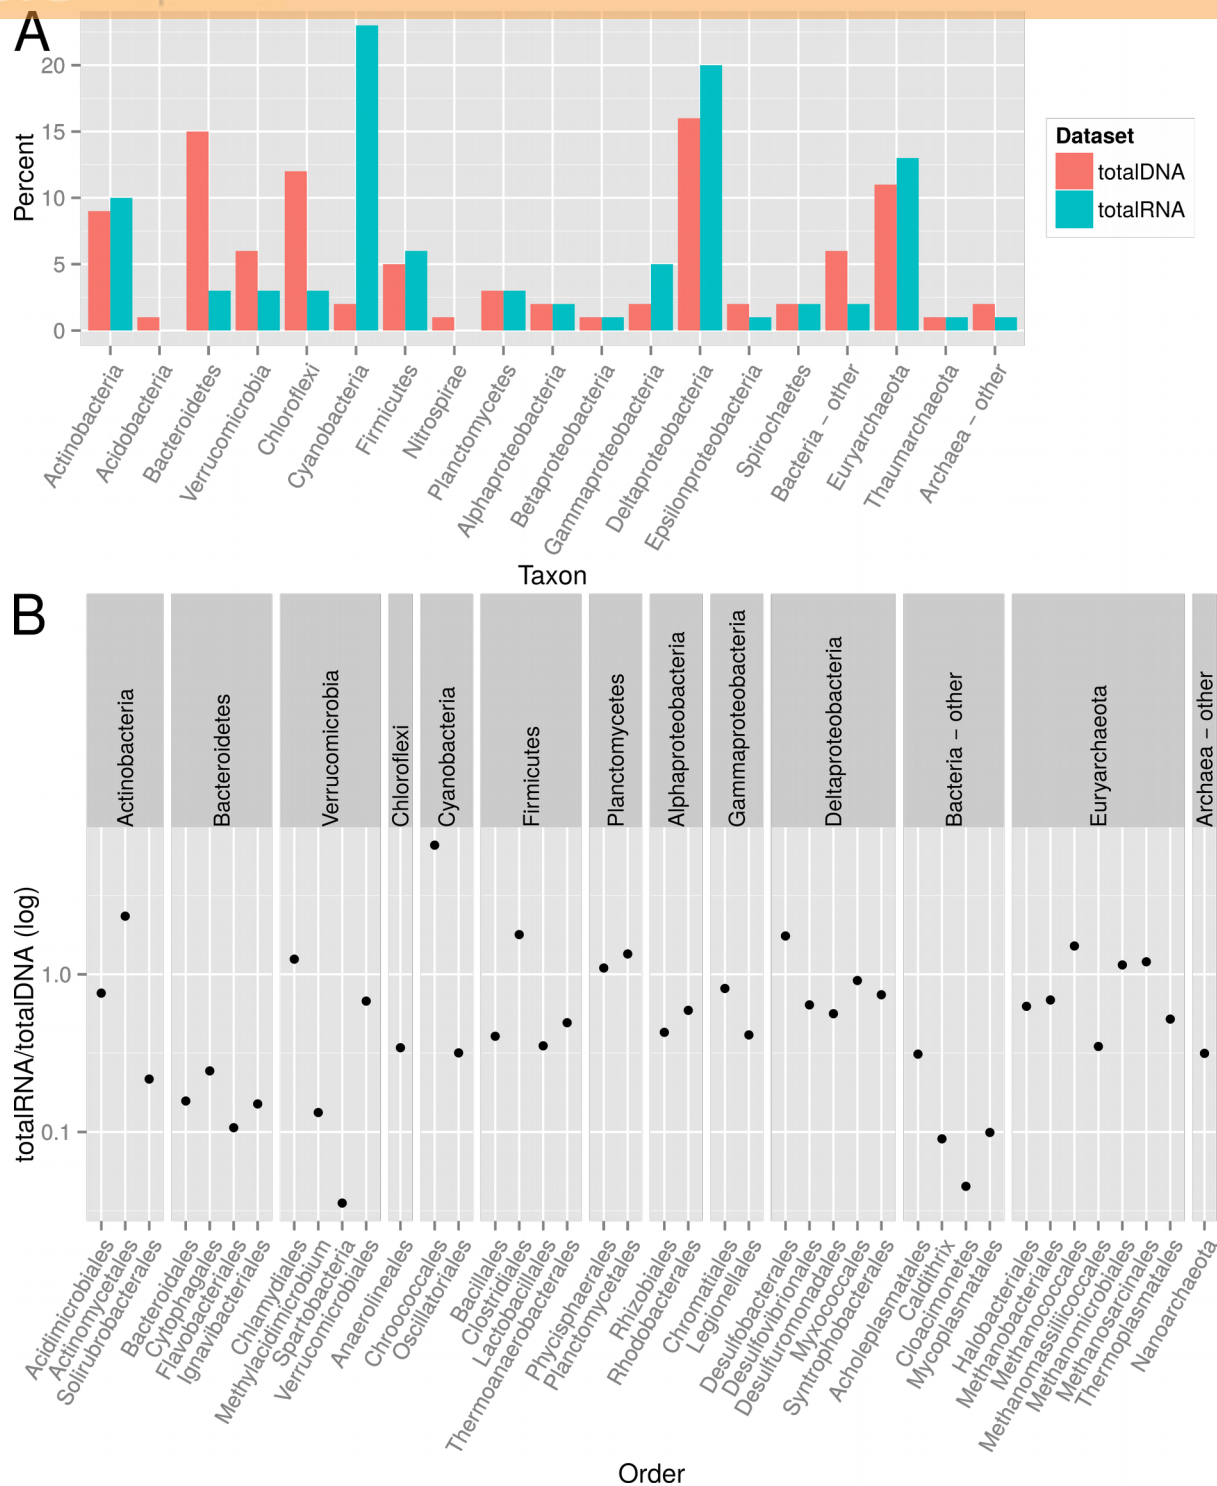 A
Percent
20
15
10
5
0
Dataset
totalDNA
totalRNA
Actinobacteria
Acidobacteria
Bacteroidetes
Verrucomicrobia
Chloroflexi
Cyanobacteria
Firmicutes
Nitrospirae
Planctomycetes
Alphaproteobacteria
Betaproteobacteria
Gammaproteobacteria
Deltaproteobacteria
Epsilonproteobacteria
Spirochaetes
Bacteria – other
Euryarchaeota
Thaumarchaeota
Archaea – other
Taxon
B
Actinobacteria
Bacteroidetes
Verrucomicrobia
Chloroflexi
Cyanobacteria
Firmicutes
Planctomycetes
Alphaproteobacteria
Gammaproteobacteria
Deltaproteobacteria
Bacteria – other
Euryarchaeota
Archaea – other
totalRNA/totalDNA (log)
1.0
0.1
Acidimicrobiales
Actinomycetales
Solirubrobacterales
Bacteroidales
Cytophagales
Flavobacteriales
Ignavibacteriales
Chlamydiales
Methylacidimicrobium
Spartobacteria
Verrucomicrobiales
Anaerolineales
Chroococcales
Oscillatoriales
Bacillales
Clostridiales
Lactobacillales
Thermoanaerobacterales
Phycisphaerales
Planctomycetales
Rhizobiales
Rhodobacterales
Chromatiales
Legionellales
Desulfobacterales
Desulfovibrionales
Desulfuromonadales
Myxococcales
Syntrophobacterales
Acholeplasmatales
Caldithrix
Cloacimonetes
Mycoplasmatales
Halobacteriales
Methanobacteriales
Methanococcales
Methanomassiliicoccales
Methanomicrobiales
Methanosarcinales
Thermoplasmatales
Nanoarchaeota
Order